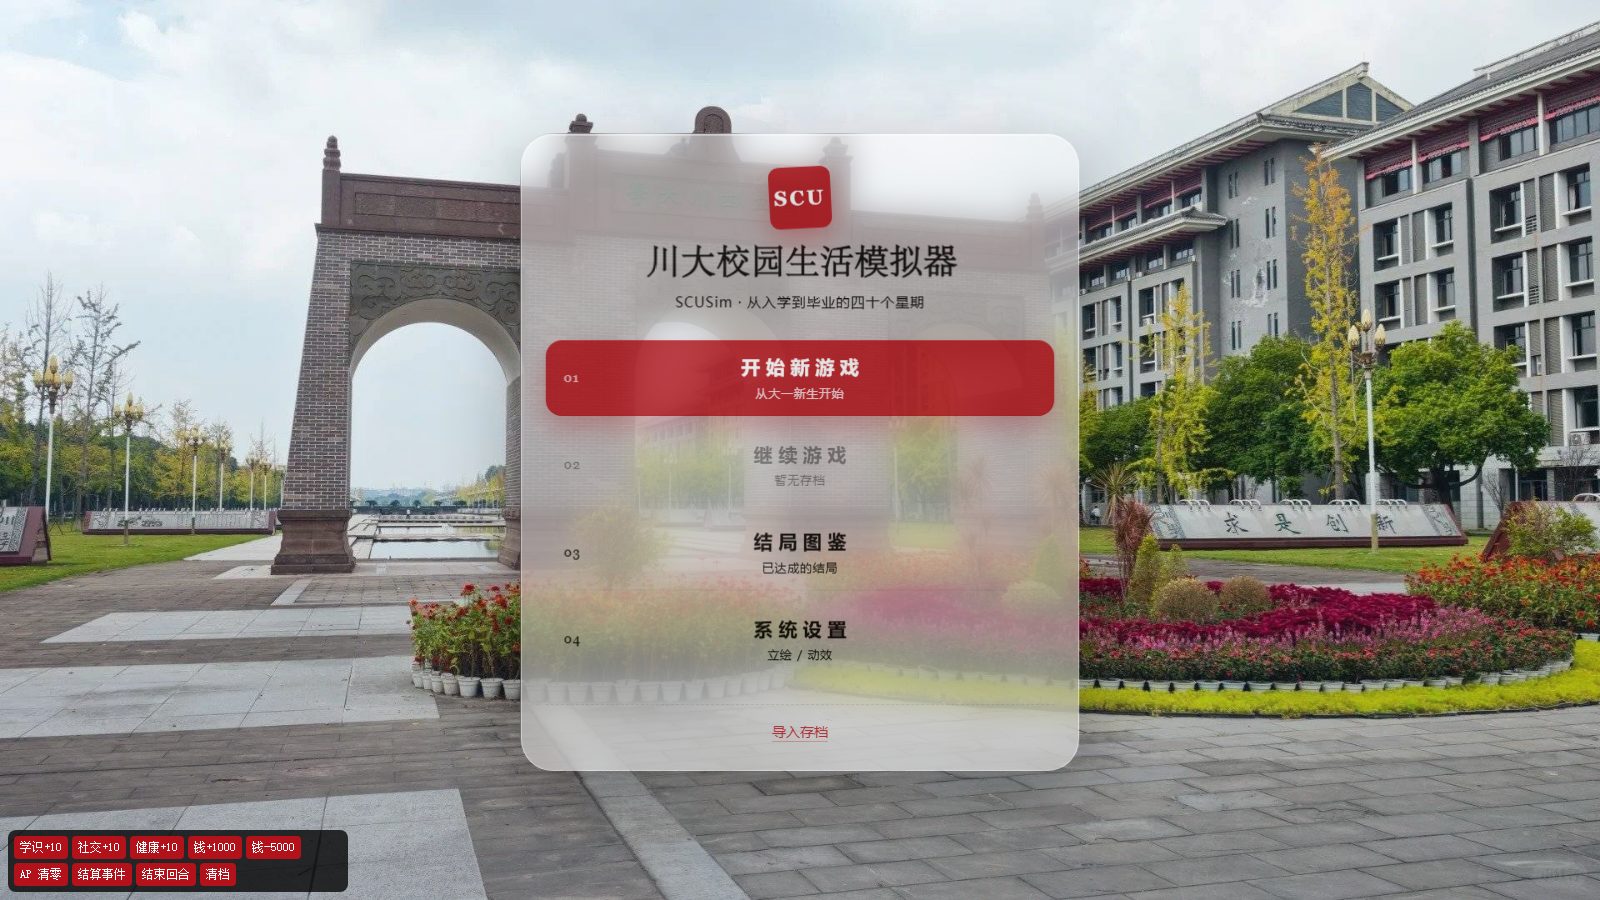 SCU
川大校园生活模拟器
SCUSim · 从入学到毕业的四十个星期
01
开始新游戏
从大一新生开始
02
继续游戏
暂无存档
03
结局图鉴
已达成的结局
04
系统设置
立绘 / 动效
导入存档
求是创新
学识+10 社交+10 健康+10 钱+1000 钱-5000
AP 清零 结算事件 结束回合 清档